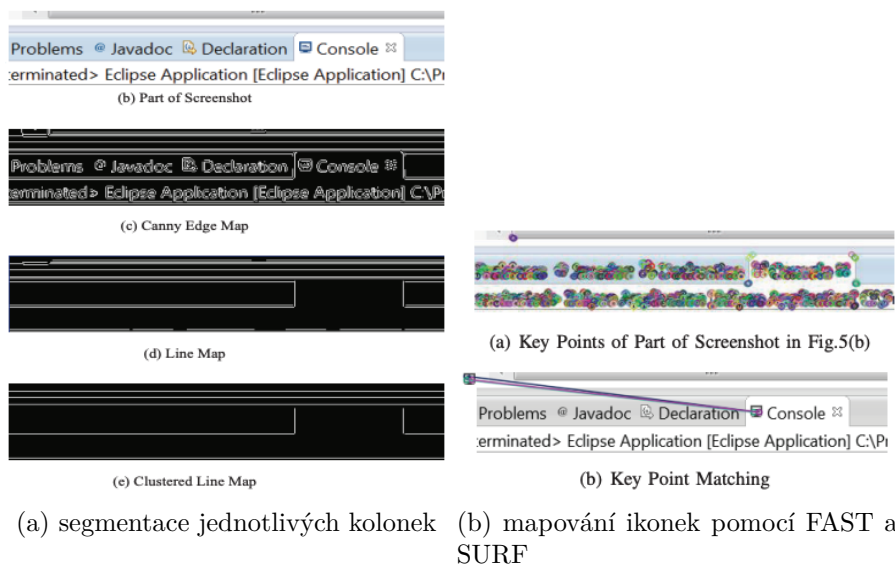 Problems @ Javadoc Declaration Console
:erminated> Eclipse Application [Eclipse Application] C:\Pr
(b) Part of Screenshot
Problems @ Javadoc Declaration Console
:erminated> Eclipse Application [Eclipse Application] C:\Pr
(c) Canny Edge Map
(d) Line Map
(e) Clustered Line Map
(a) segmentace jednotlivých kolonek
(a) Key Points of Part of Screenshot in Fig.5(b)
Problems @ Javadoc Declaration Console
:erminated> Eclipse Application [Eclipse Application] C:\Pr
(b) Key Point Matching
(b) mapování ikonek pomocí FAST a
SURF